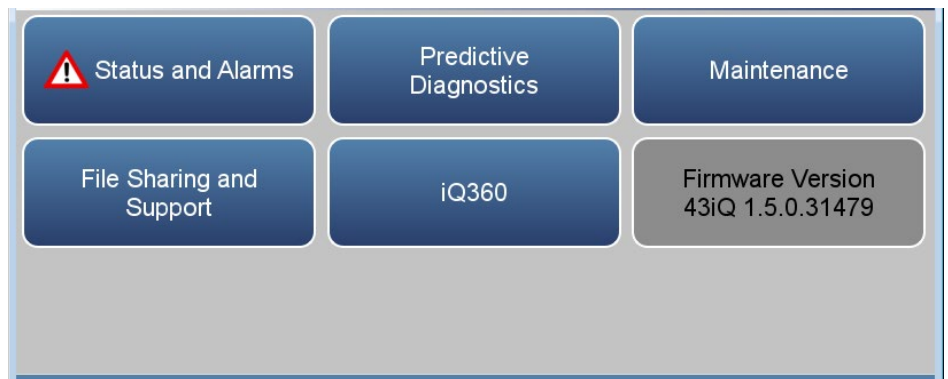 Status and Alarms
Predictive
Diagnostics
Maintenance
File Sharing and
Support
iQ360
Firmware Version
43iQ 1.5.0.31479